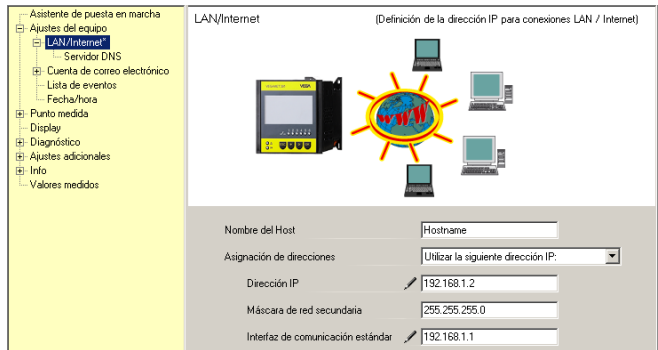 Asistente de puesta en marcha
Ajustes del equipo
LAN/Internet*
Servidor DNS
Cuenta de correo electrónico
Lista de eventos
Fecha/hora
Punto medida
Display
Diagnóstico
Ajustes adicionales
Info
Valores medidos
LAN/Internet
(Definición de la dirección IP para conexiones LAN / Internet)
VEGA
WWW
Nombre del Host
Hostname
Asignación de direcciones
Utilizar la siguiente dirección IP:
Dirección IP
192.168.1.2
Máscara de red secundaria
255.255.255.0
Interfaz de comunicación estándar
192.168.1.1